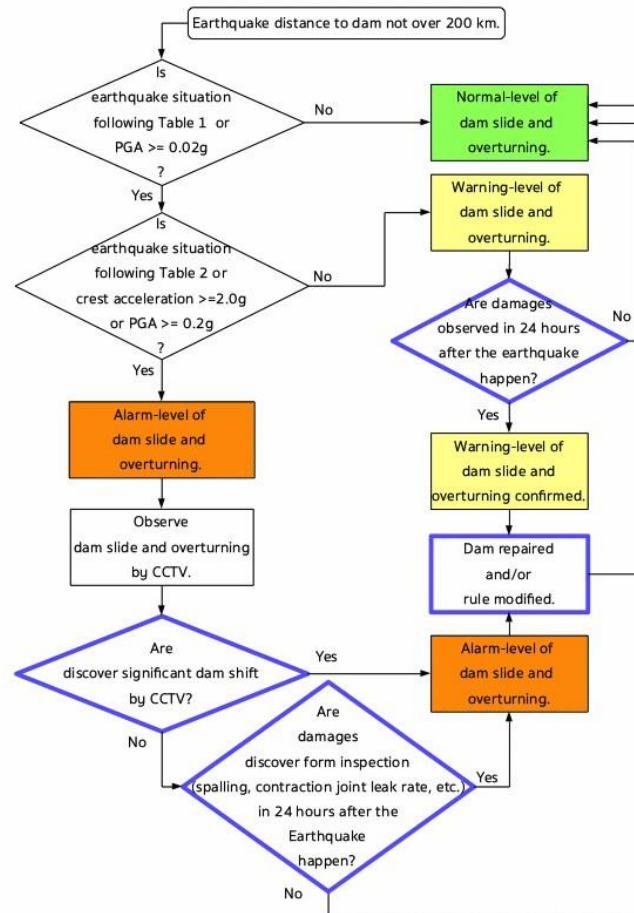 Earthquake distance to dam not over 200 km.
Is
earthquake situation
following Table 1 or
PGA >= 0.02g
?
No
Yes
Normal-level of
dam slide and
overturning.
Is
earthquake situation
following Table 2 or
crest acceleration >=2.0g
or PGA >= 0.2g
?
No
Yes
Warning-level of
dam slide and
overturning.
Are damages
observed in 24 hours
after the earthquake
happen?
No
Yes
Alarm-level of
dam slide and
overturning.
Warning-level of
dam slide and
overturning confirmed.
Observe
dam slide and overturning
by CCTV.
Dam repaired
and/or
rule modified.
Are
discover significant dam shift
by CCTV?
Yes
No
Alarm-level of
dam slide and
overturning.
Are
damages
discover form inspection
(spalling, contraction joint leak rate, etc.)
in 24 hours after the
Earthquake
happen?
Yes
No